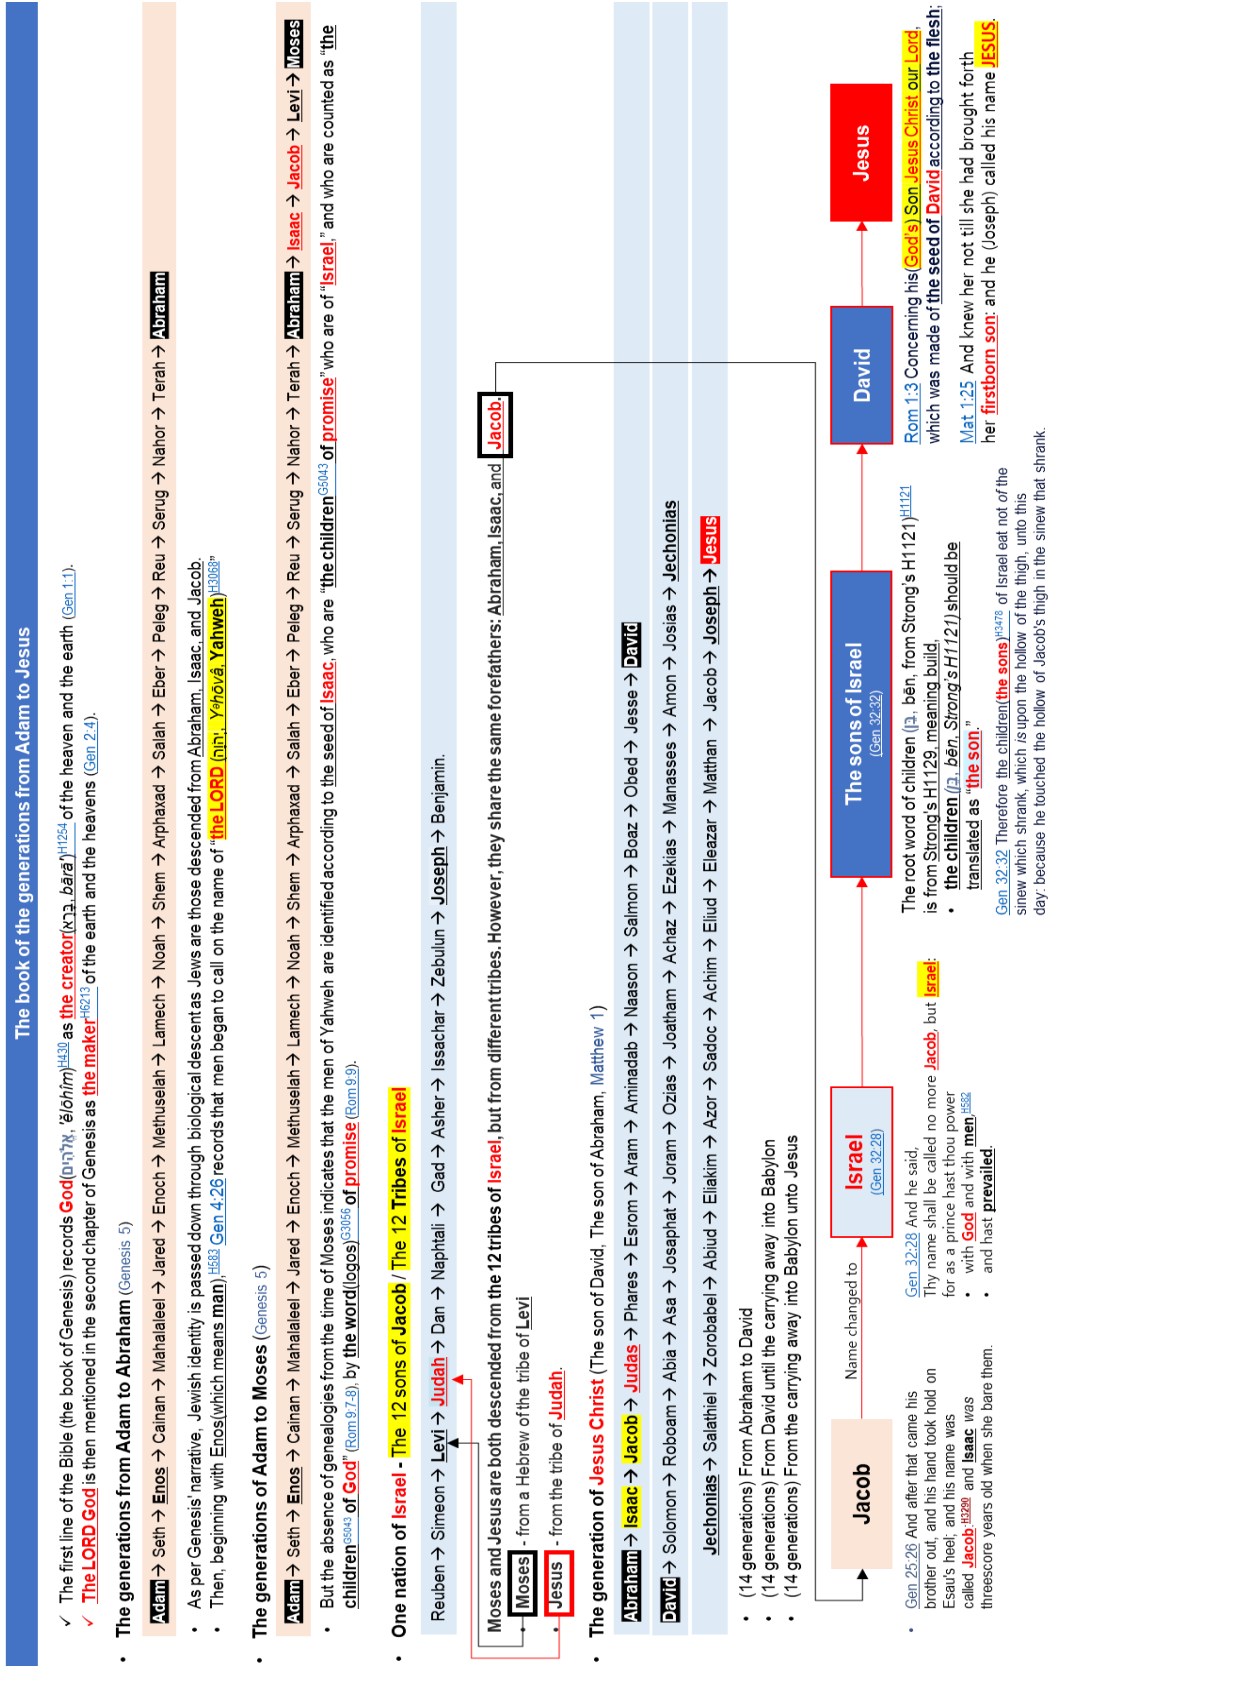 The book of the generations from Adam to Jesus
✓ The first line of the Bible (the book of Genesis) records God(אֱלֹהִים, 'ĕlōhîm)H430 as the creator(בָּרָא, bārā')H1254 of the heaven and the earth (Gen 1:1).
✓ The LORD God is then mentioned in the second chapter of Genesis as the makerH6213 of the earth and the heavens (Gen 2:4).
• The generations from Adam to Abraham (Genesis 5)
Adam → Seth → Enos → Cainan → Mahalaleel → Jared → Enoch → Methuselah → Lamech → Noah → Shem → Arphaxad → Salah → Eber → Peleg → Reu → Serug → Nahor → Terah → Abraham
• As per Genesis' narrative, Jewish identity is passed down through biological descent as Jews are those descended from Abraham, Isaac, and Jacob.
• Then, beginning with Enos(which means man),H583 Gen 4:26 records that men began to call on the name of "the LORD (יְהֹוָה, Yᵊhōvâ, Yahweh)H3068"
• The generations of Adam to Moses (Genesis 5)
Adam → Seth → Enos → Cainan → Mahalaleel → Jared → Enoch → Methuselah → Lamech → Noah → Shem → Arphaxad → Salah → Eber → Peleg → Reu → Serug → Nahor → Terah → Abraham → Isaac → Jacob → Levi → Moses
• But the absence of genealogies from the time of Moses indicates that the men of Yahweh are identified according to the seed of Isaac, who are "the childrenG5043 of promise" who are of "Israel," and who are counted as "the
childrenG5043 of God" (Rom 9:7-8), by the word(logos)G3056 of promise (Rom 9:9).
• One nation of Israel - The 12 sons of Jacob / The 12 Tribes of Israel
Reuben → Simeon → Levi → Judah → Dan → Naphtali → Gad → Asher → Issachar → Zebulun → Joseph → Benjamin.
Moses and Jesus are both descended from the 12 tribes of Israel, but from different tribes. However, they share the same forefathers: Abraham, Isaac, and Jacob.
• Moses - from a Hebrew of the tribe of Levi
• Jesus - from the tribe of Judah.
• The generation of Jesus Christ (The son of David, The son of Abraham, Matthew 1)
Abraham → Isaac → Jacob → Judas → Phares → Esrom → Aram → Aminadab → Naason → Salmon → Boaz → Obed → Jesse → David
David → Solomon → Roboam → Abia → Asa → Josaphat → Joram → Ozias → Joatham → Achaz → Ezekias → Manasses → Amon → Josias → Jechonias
Jechonias → Salathiel → Zorobabel → Abiud → Eliakim → Azor → Sadoc → Achim → Eliud → Eleazar → Matthan → Jacob → Joseph → Jesus
• (14 generations) From Abraham to David
• (14 generations) From David until the carrying away into Babylon
• (14 generations) From the carrying away into Babylon unto Jesus
Jacob
Name changed to
Israel
(Gen 32:28)
The sons of Israel
(Gen 32:32)
David
Jesus
• Gen 25:26 And after that came his
brother out, and his hand took hold on
Esau's heel; and his name was
called Jacob:H3290 and Isaac was
threescore years old when she bare them.
Gen 32:28 And he said,
Thy name shall be called no more Jacob, but Israel:
for as a prince hast thou power
• with God and with men,H582
• and hast prevailed.
The root word of children (בֵּן, bēn, from Strong's H1121)H1121
is from Strong's H1129, meaning build,
• the children (בֵּן, bēn, Strong's H1121) should be
translated as "the son."
Gen 32:32 Therefore the children(the sons)H3478 of Israel eat not of the
sinew which shrank, which is upon the hollow of the thigh, unto this
day: because he touched the hollow of Jacob's thigh in the sinew that shrank.
Rom 1:3 Concerning his(God's) Son Jesus Christ our Lord,
which was made of the seed of David according to the flesh;
Mat 1:25 And knew her not till she had brought forth
her firstborn son: and he (Joseph) called his name JESUS.